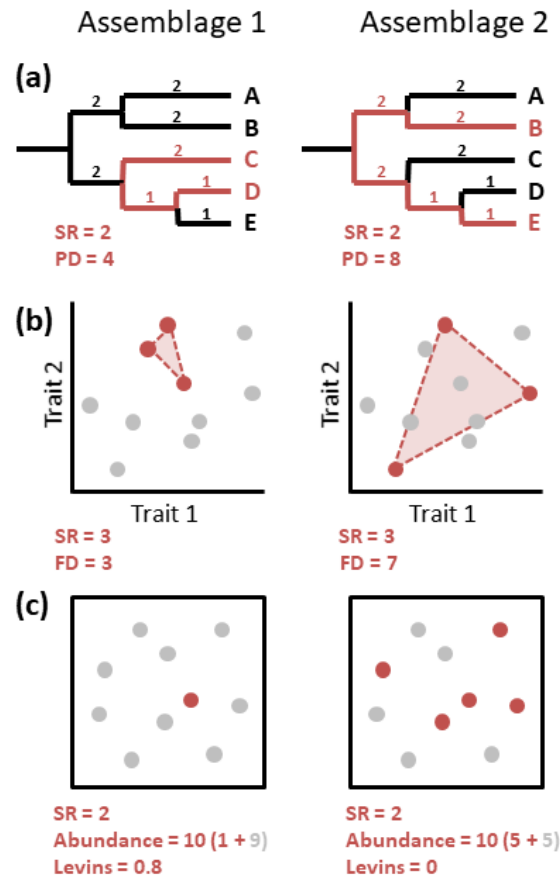 Assemblage 1 Assemblage 2
(a)
2 A 2 A
2 2
2 B 2 B
2 C 2 C
2 2
1 D 1 D
1 1
1 E 1 E
SR = 2 SR = 2
PD = 4 PD = 8
(b)
Trait 2 Trait 2
Trait 1 Trait 1
SR = 3 SR = 3
FD = 3 FD = 7
(c)
SR = 2 SR = 2
Abundance = 10 (1 + 9) Abundance = 10 (5 + 5)
Levins = 0.8 Levins = 0